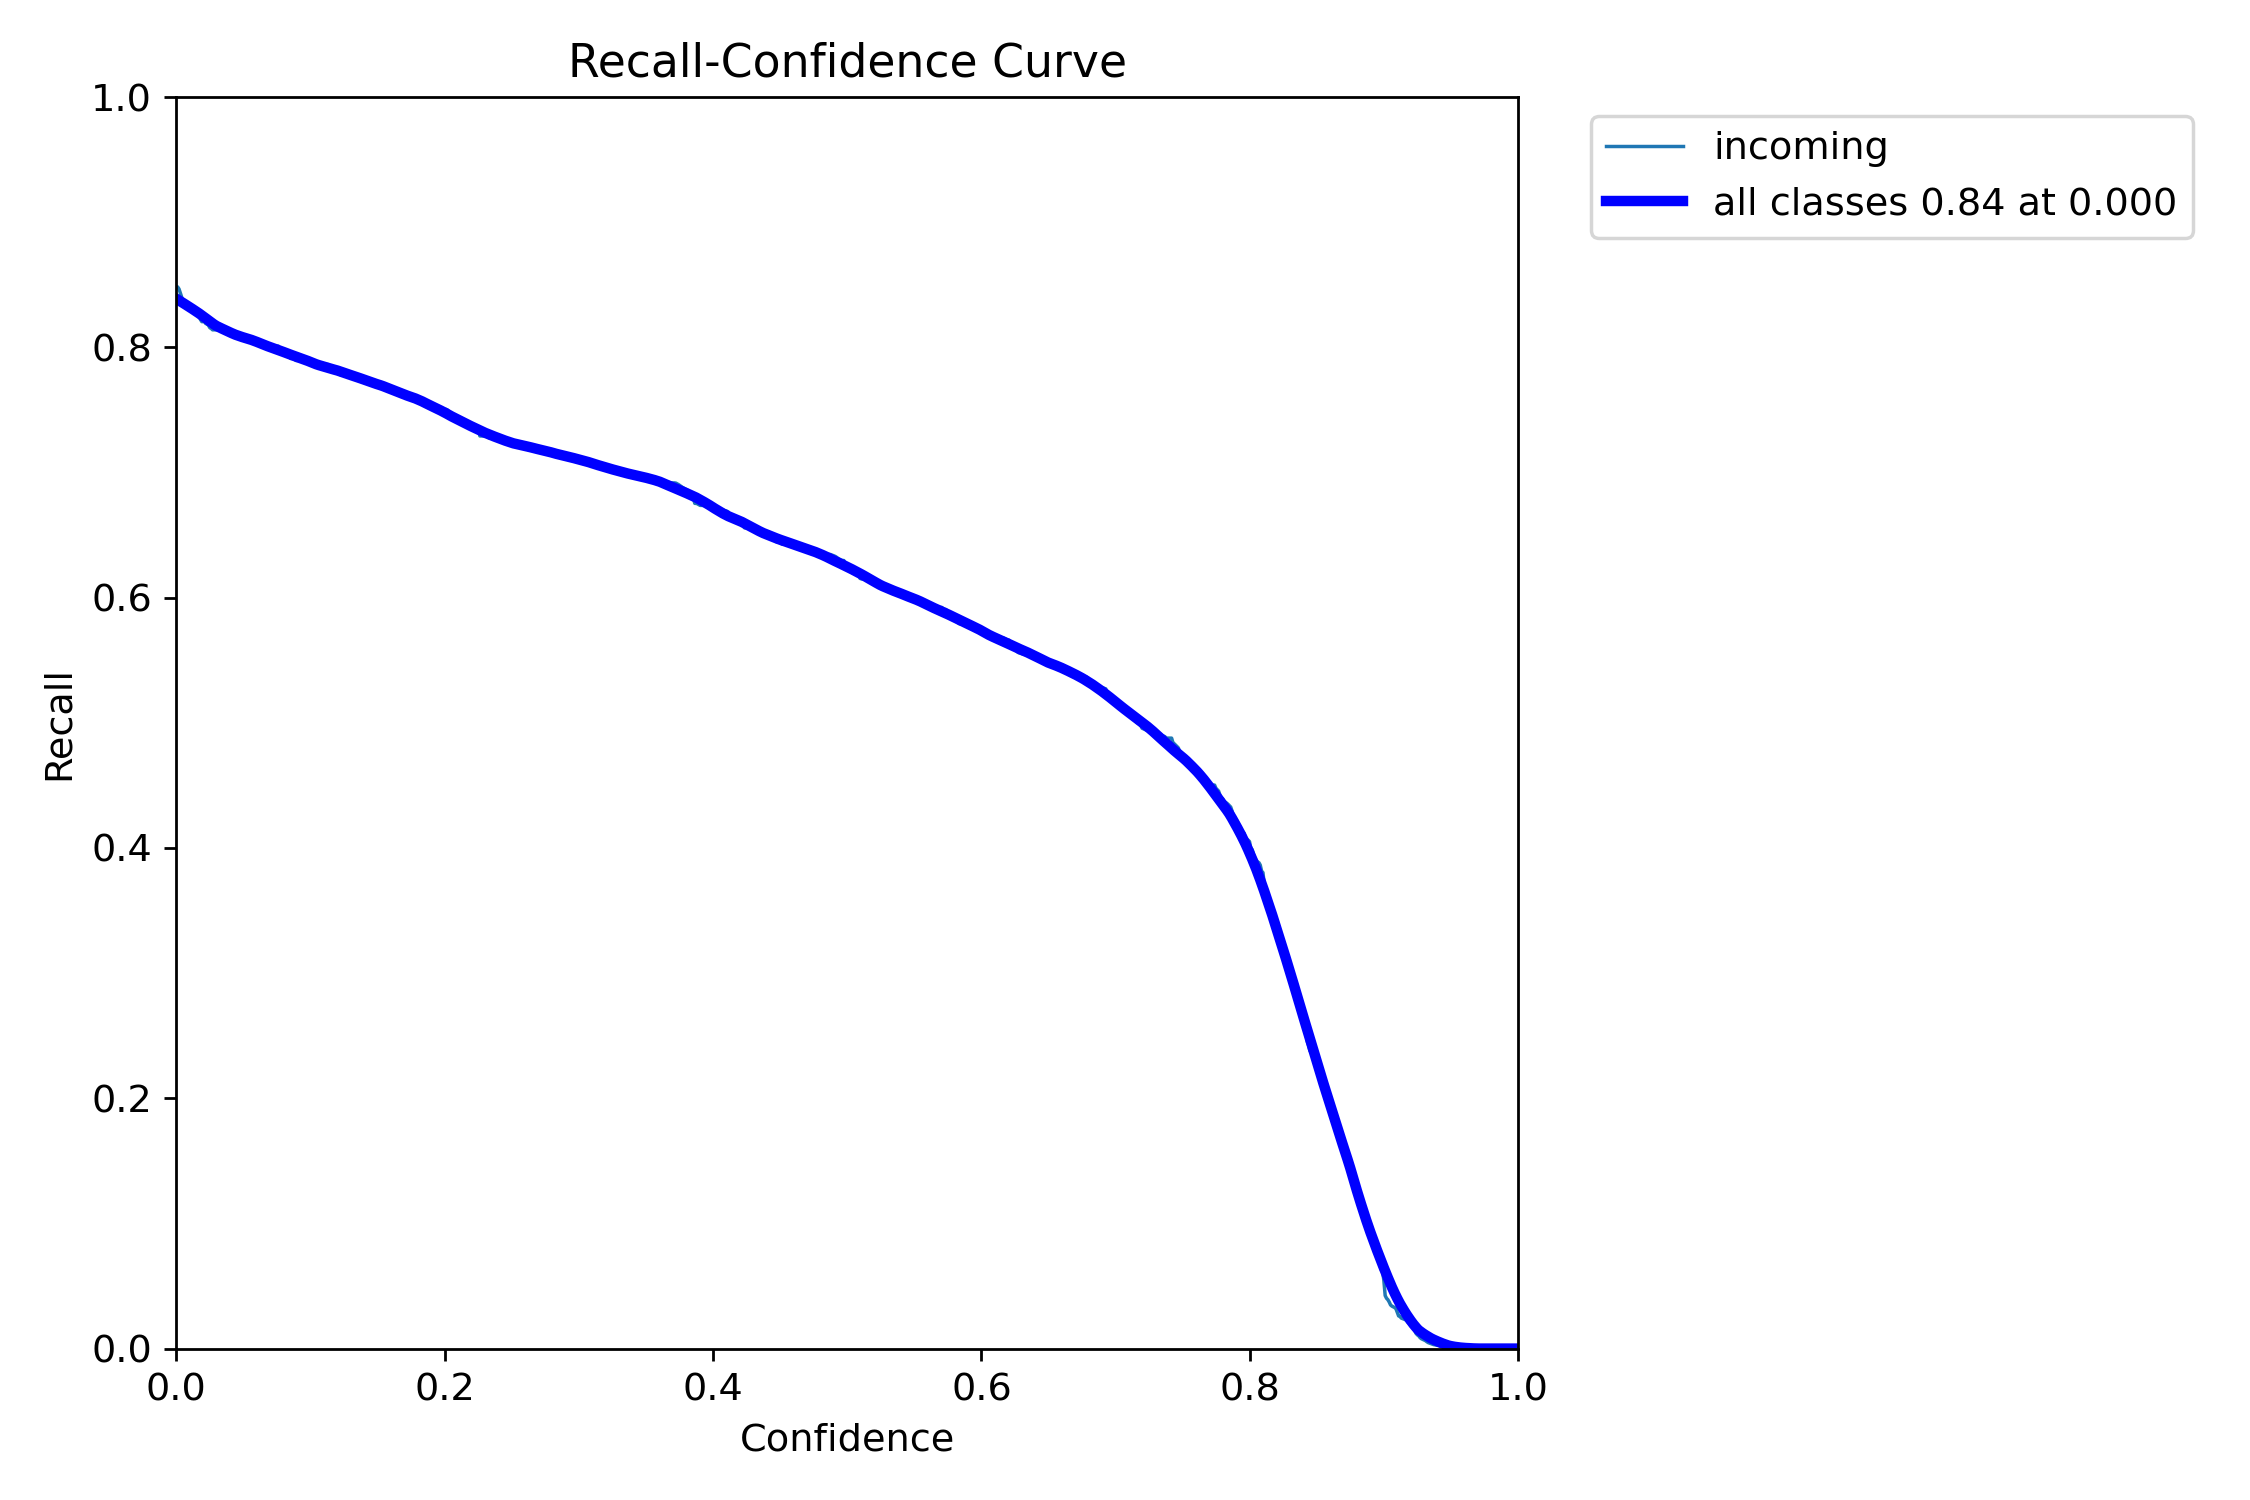 Recall-Confidence Curve
1.0
0.8
0.6
0.4
0.2
0.0
Recall
0.0 0.2 0.4 0.6 0.8 1.0
Confidence
incoming
all classes 0.84 at 0.000